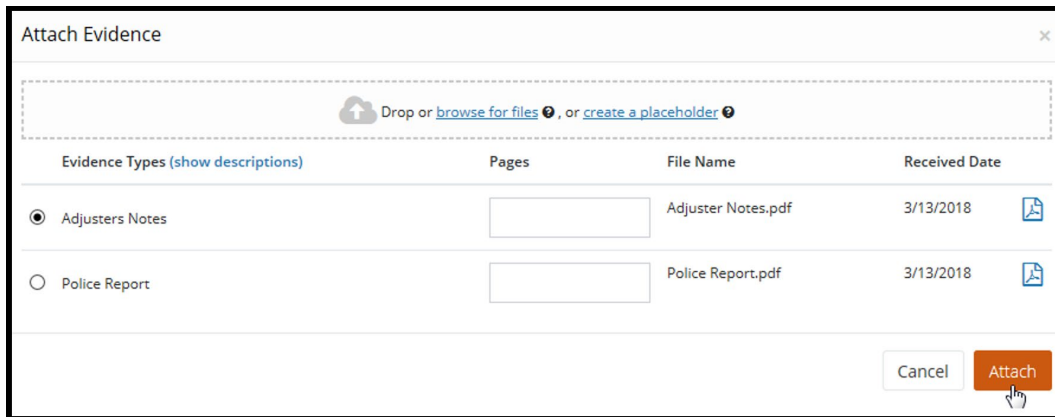 Attach Evidence ×
Drop or browse for files ?, or create a placeholder ?
Evidence Types (show descriptions) Pages File Name Received Date
Adjusters Notes Adjuster Notes.pdf 3/13/2018
Police Report Police Report.pdf 3/13/2018
Cancel Attach